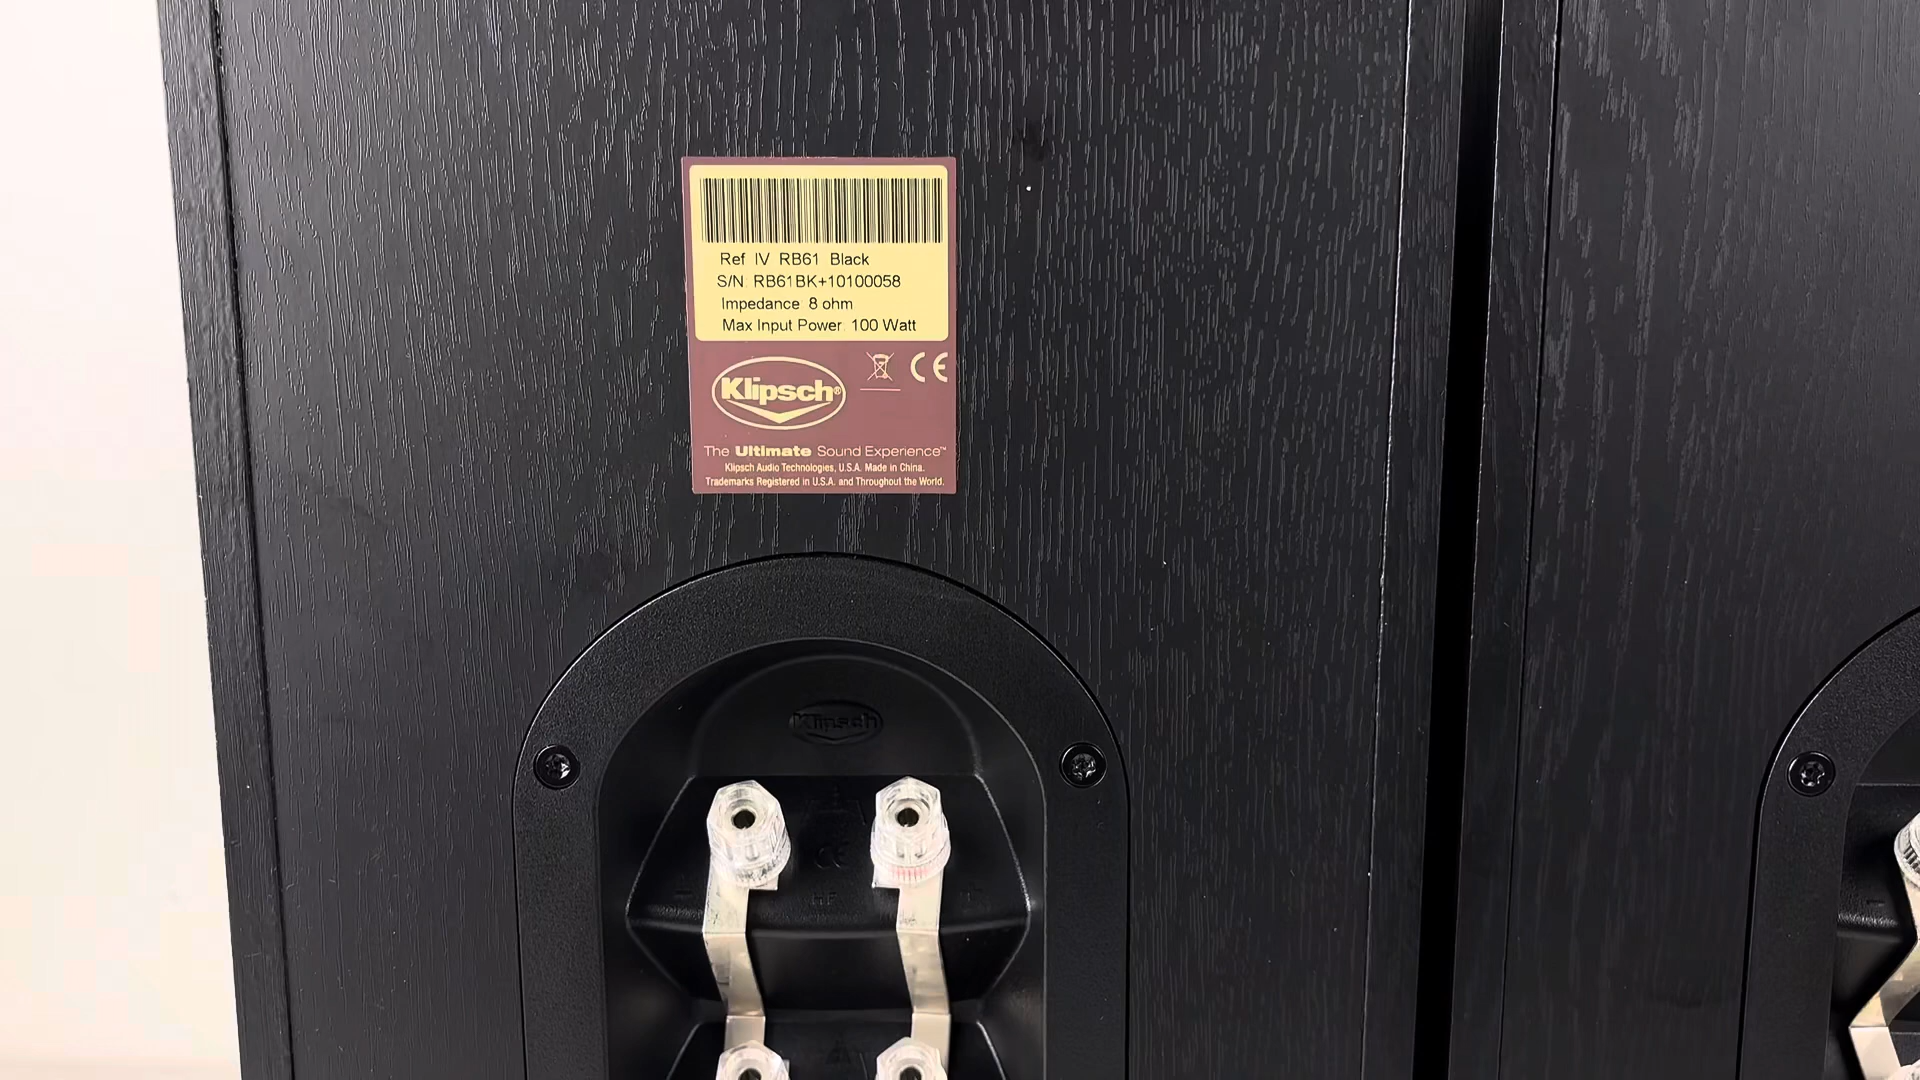 Ref IV RB61 Black
S/N: RB61BK+10100058
Impedance 8 ohm
Max Input Power: 100 Watt
Klipsch®
CE
The Ultimate Sound Experience™
Klipsch Audio Technologies, U.S.A. Made in China.
Trademarks Registered in U.S.A. and Throughout the World.
Klipsch
CE
HF